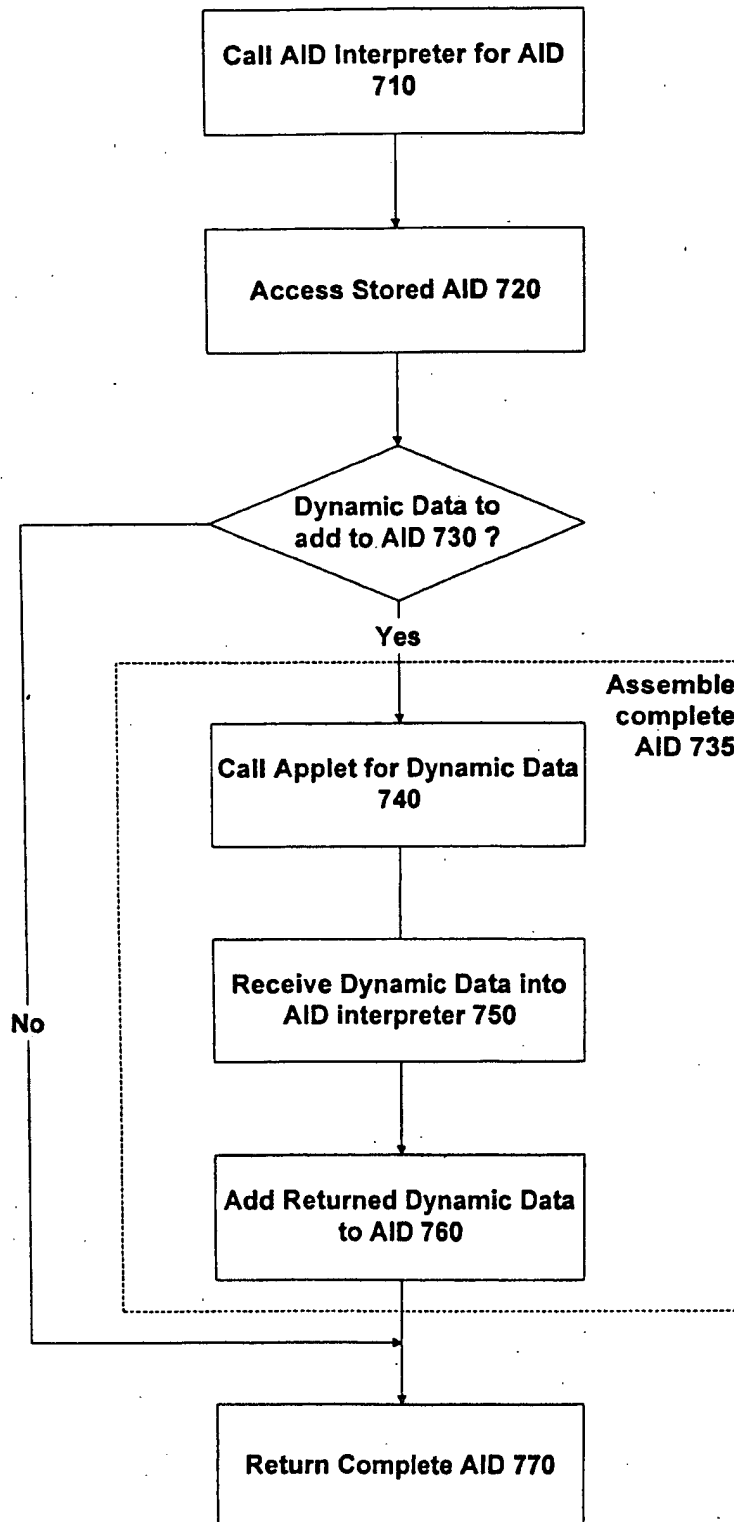 Call AID Interpreter for AID
710
Access Stored AID 720
Dynamic Data to
add to AID 730 ?
Yes
Assemble
complete
AID 735
Call Applet for Dynamic Data
740
Receive Dynamic Data into
AID interpreter 750
No
Add Returned Dynamic Data
to AID 760
Return Complete AID 770